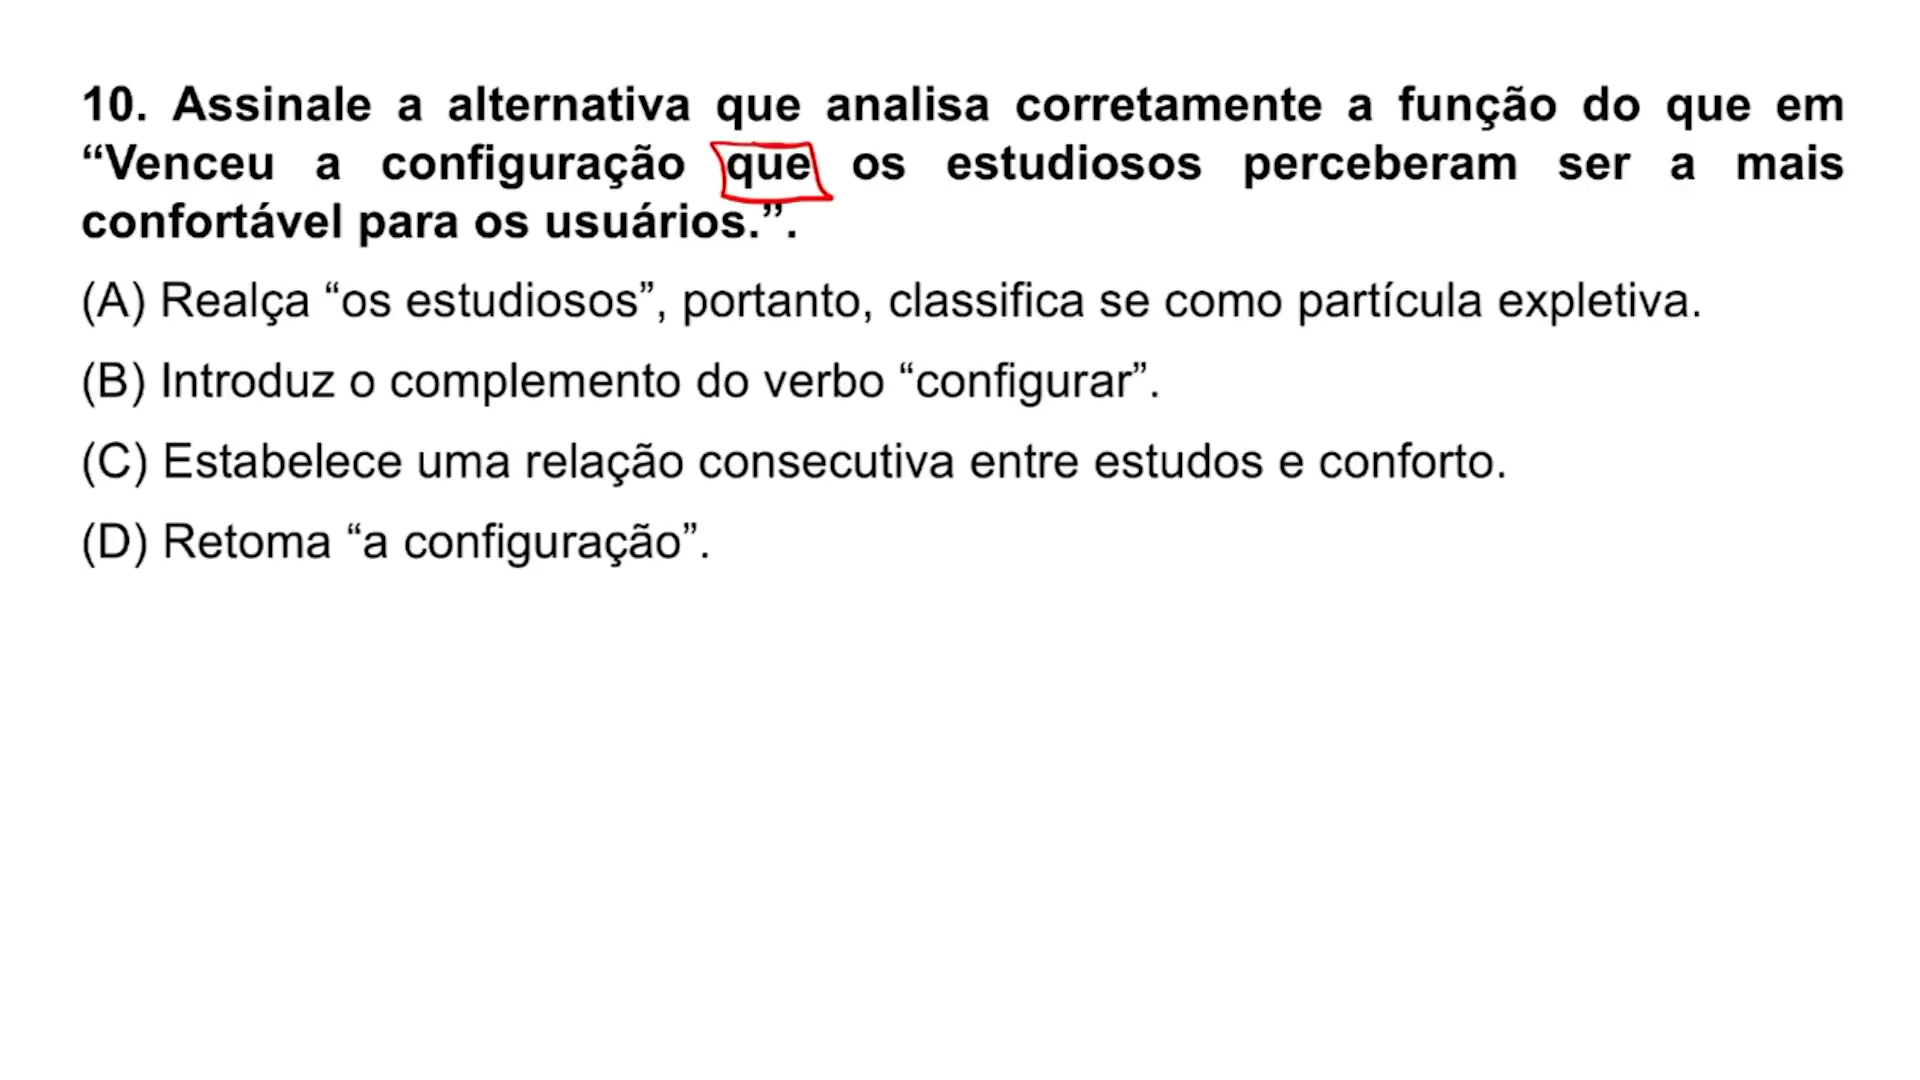 10. Assinale a alternativa que analisa corretamente a função do que em
“Venceu a configuração que os estudiosos perceberam ser a mais
confortável para os usuários.”.
(A) Realça “os estudiosos”, portanto, classifica se como partícula expletiva.
(B) Introduz o complemento do verbo “configurar”.
(C) Estabelece uma relação consecutiva entre estudos e conforto.
(D) Retoma “a configuração”.